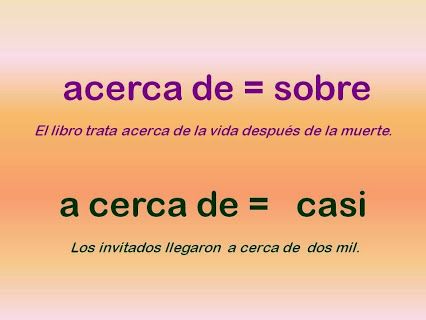 acerca de = sobre
El libro trata acerca de la vida después de la muerte.
a cerca de = casi
Los invitados llegaron a cerca de dos mil.